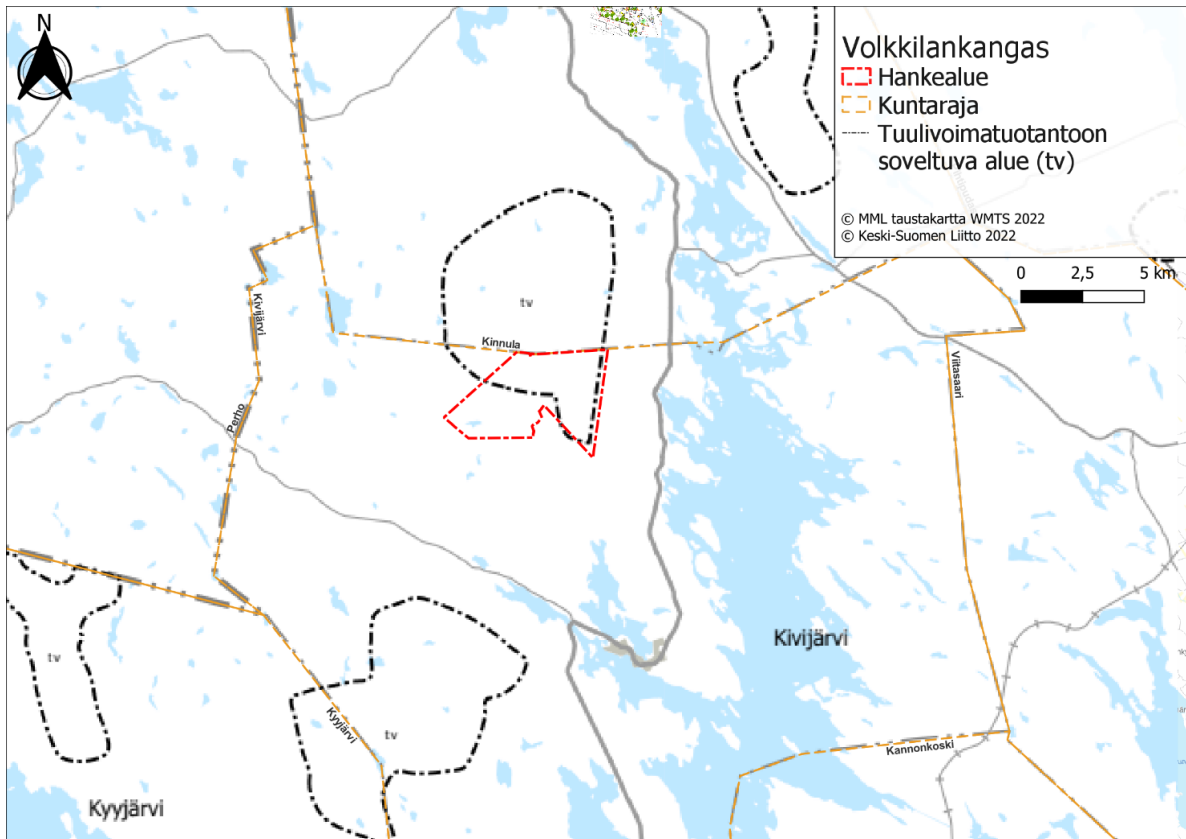 N
Volkkilankangas
Hankealue
Kuntaraja
Tuulivoimatuotantoon
soveltuva alue (tv)
© MML taustakartta WMTS 2022
© Keski-Suomen Liitto 2022
0 2,5 5 km
Kivijärvi
tv
Kinnula
Viitasaari
Perho
Kivijärvi
tv
Kyyjärvi
tv
Kannonkoski
Kyyjärvi